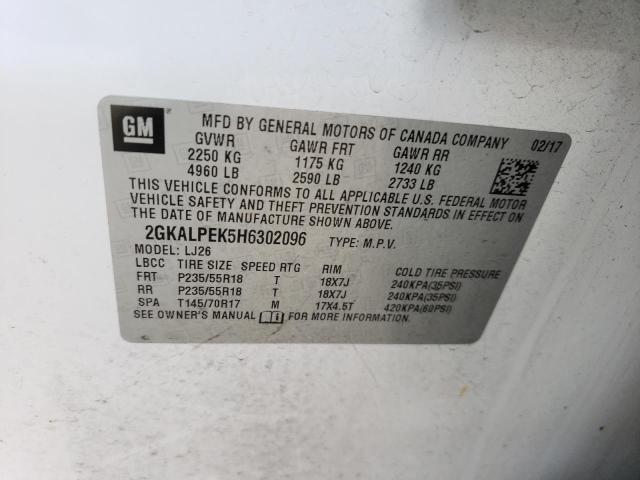 GM
MFD BY GENERAL MOTORS OF CANADA COMPANY 02/17
GVWR GAWR FRT GAWR RR
2250 KG 1175 KG 1240 KG
4960 LB 2590 LB 2733 LB
THIS VEHICLE CONFORMS TO ALL APPLICABLE U.S. FEDERAL MOTOR
VEHICLE SAFETY AND THEFT PREVENTION STANDARDS IN EFFECT ON
THE DATE OF MANUFACTURE SHOWN ABOVE.
2GKALPEK5H6302096 TYPE: M.P.V.
MODEL: LJ26
LBCC TIRE SIZE SPEED RTG RIM COLD TIRE PRESSURE
FRT P235/55R18 T 18X7J 240KPA(35PSI)
RR P235/55R18 T 18X7J 240KPA(35PSI)
SPA T145/70R17 M 17X4.5T 420KPA(60PSI)
SEE OWNER'S MANUAL FOR MORE INFORMATION.